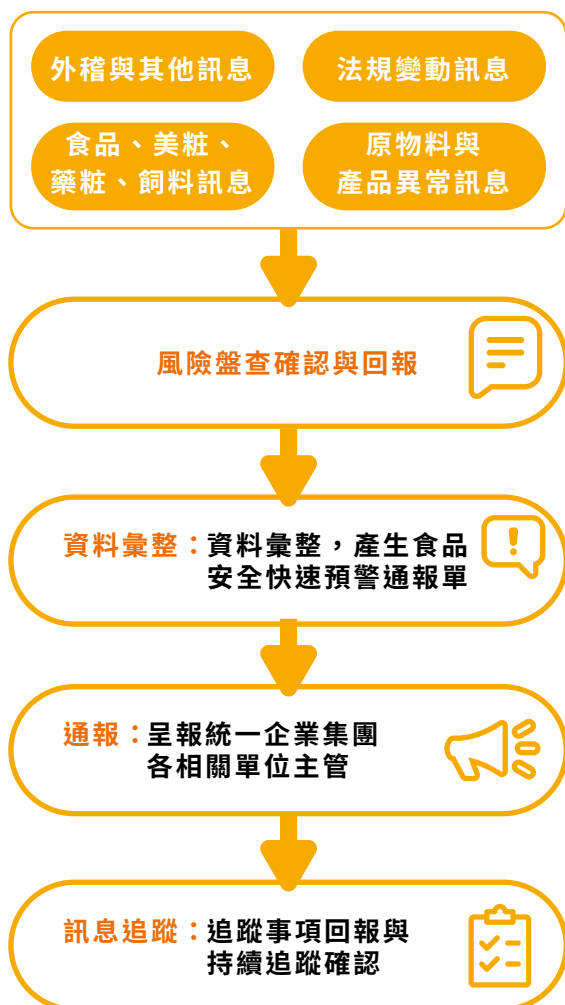 外稽與其他訊息
法規變動訊息
食品、美粧、
藥粧、飼料訊息
原物料與
產品異常訊息
風險盤查確認與回報
資料彙整：資料彙整，產生食品
安全快速預警通報單
通報：呈報統一企業集團
各相關單位主管
訊息追蹤：追蹤事項回報與
持續追蹤確認